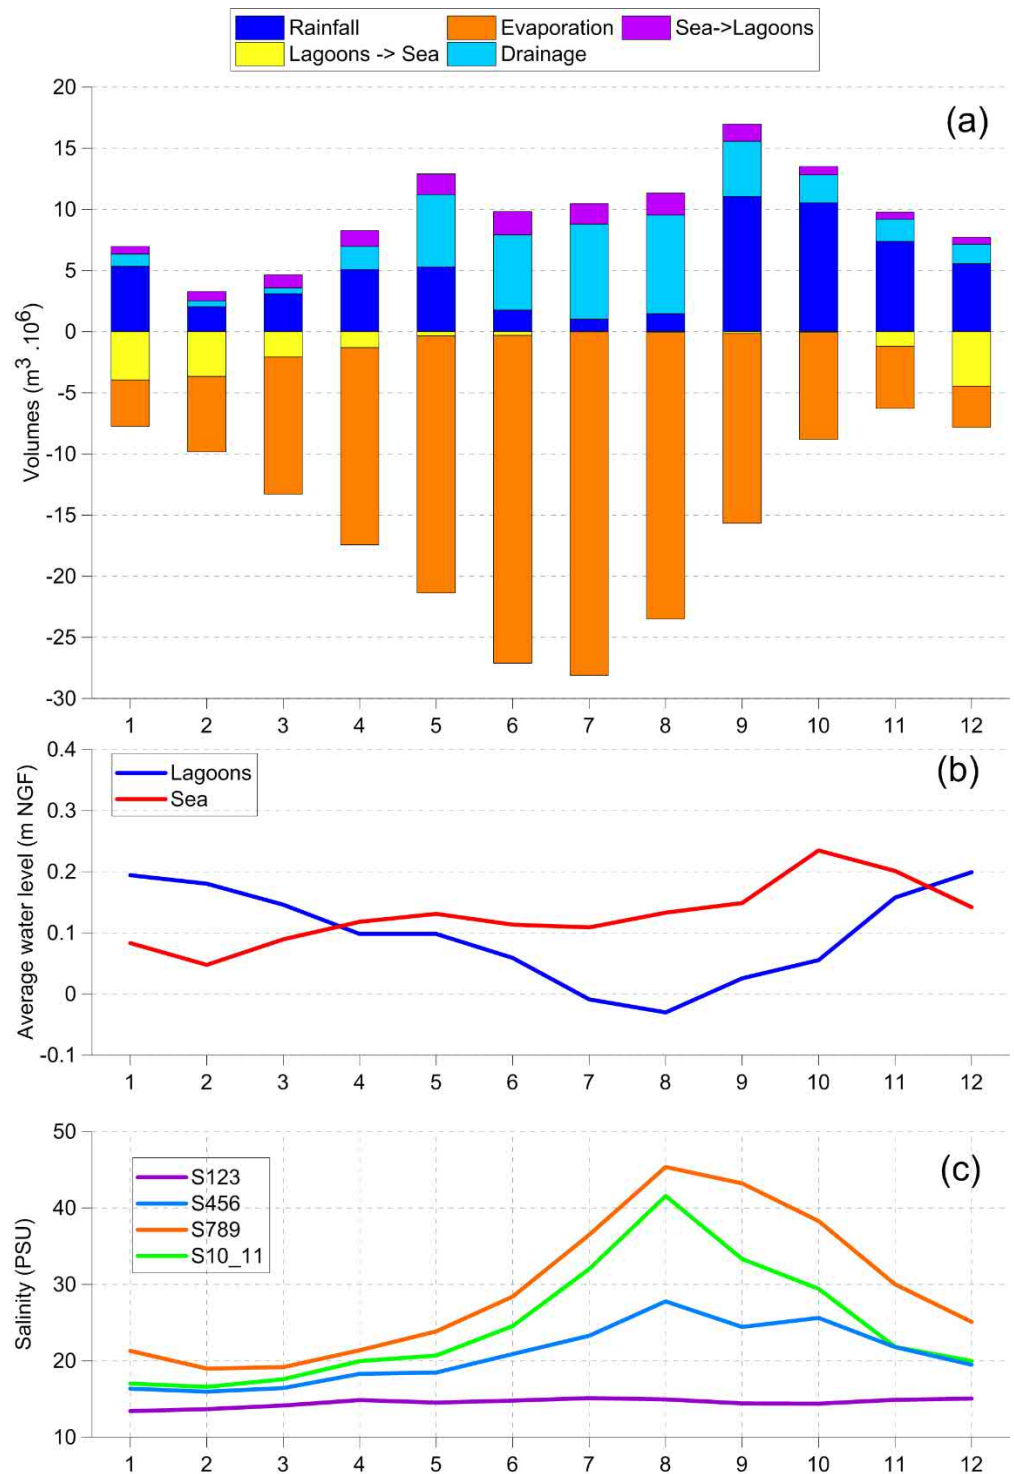 Rainfall Evaporation Sea->Lagoons
Lagoons -> Sea Drainage
(a)
Volumes (m³ .10⁶)
20
15
10
5
0
-5
-10
-15
-20
-25
-30
1 2 3 4 5 6 7 8 9 10 11 12
(b)
Lagoons
Sea
Average water level (m NGF)
0.4
0.3
0.2
0.1
0
-0.1
1 2 3 4 5 6 7 8 9 10 11 12
(c)
S123
S456
S789
S10_11
Salinity (PSU)
50
40
30
20
10
1 2 3 4 5 6 7 8 9 10 11 12